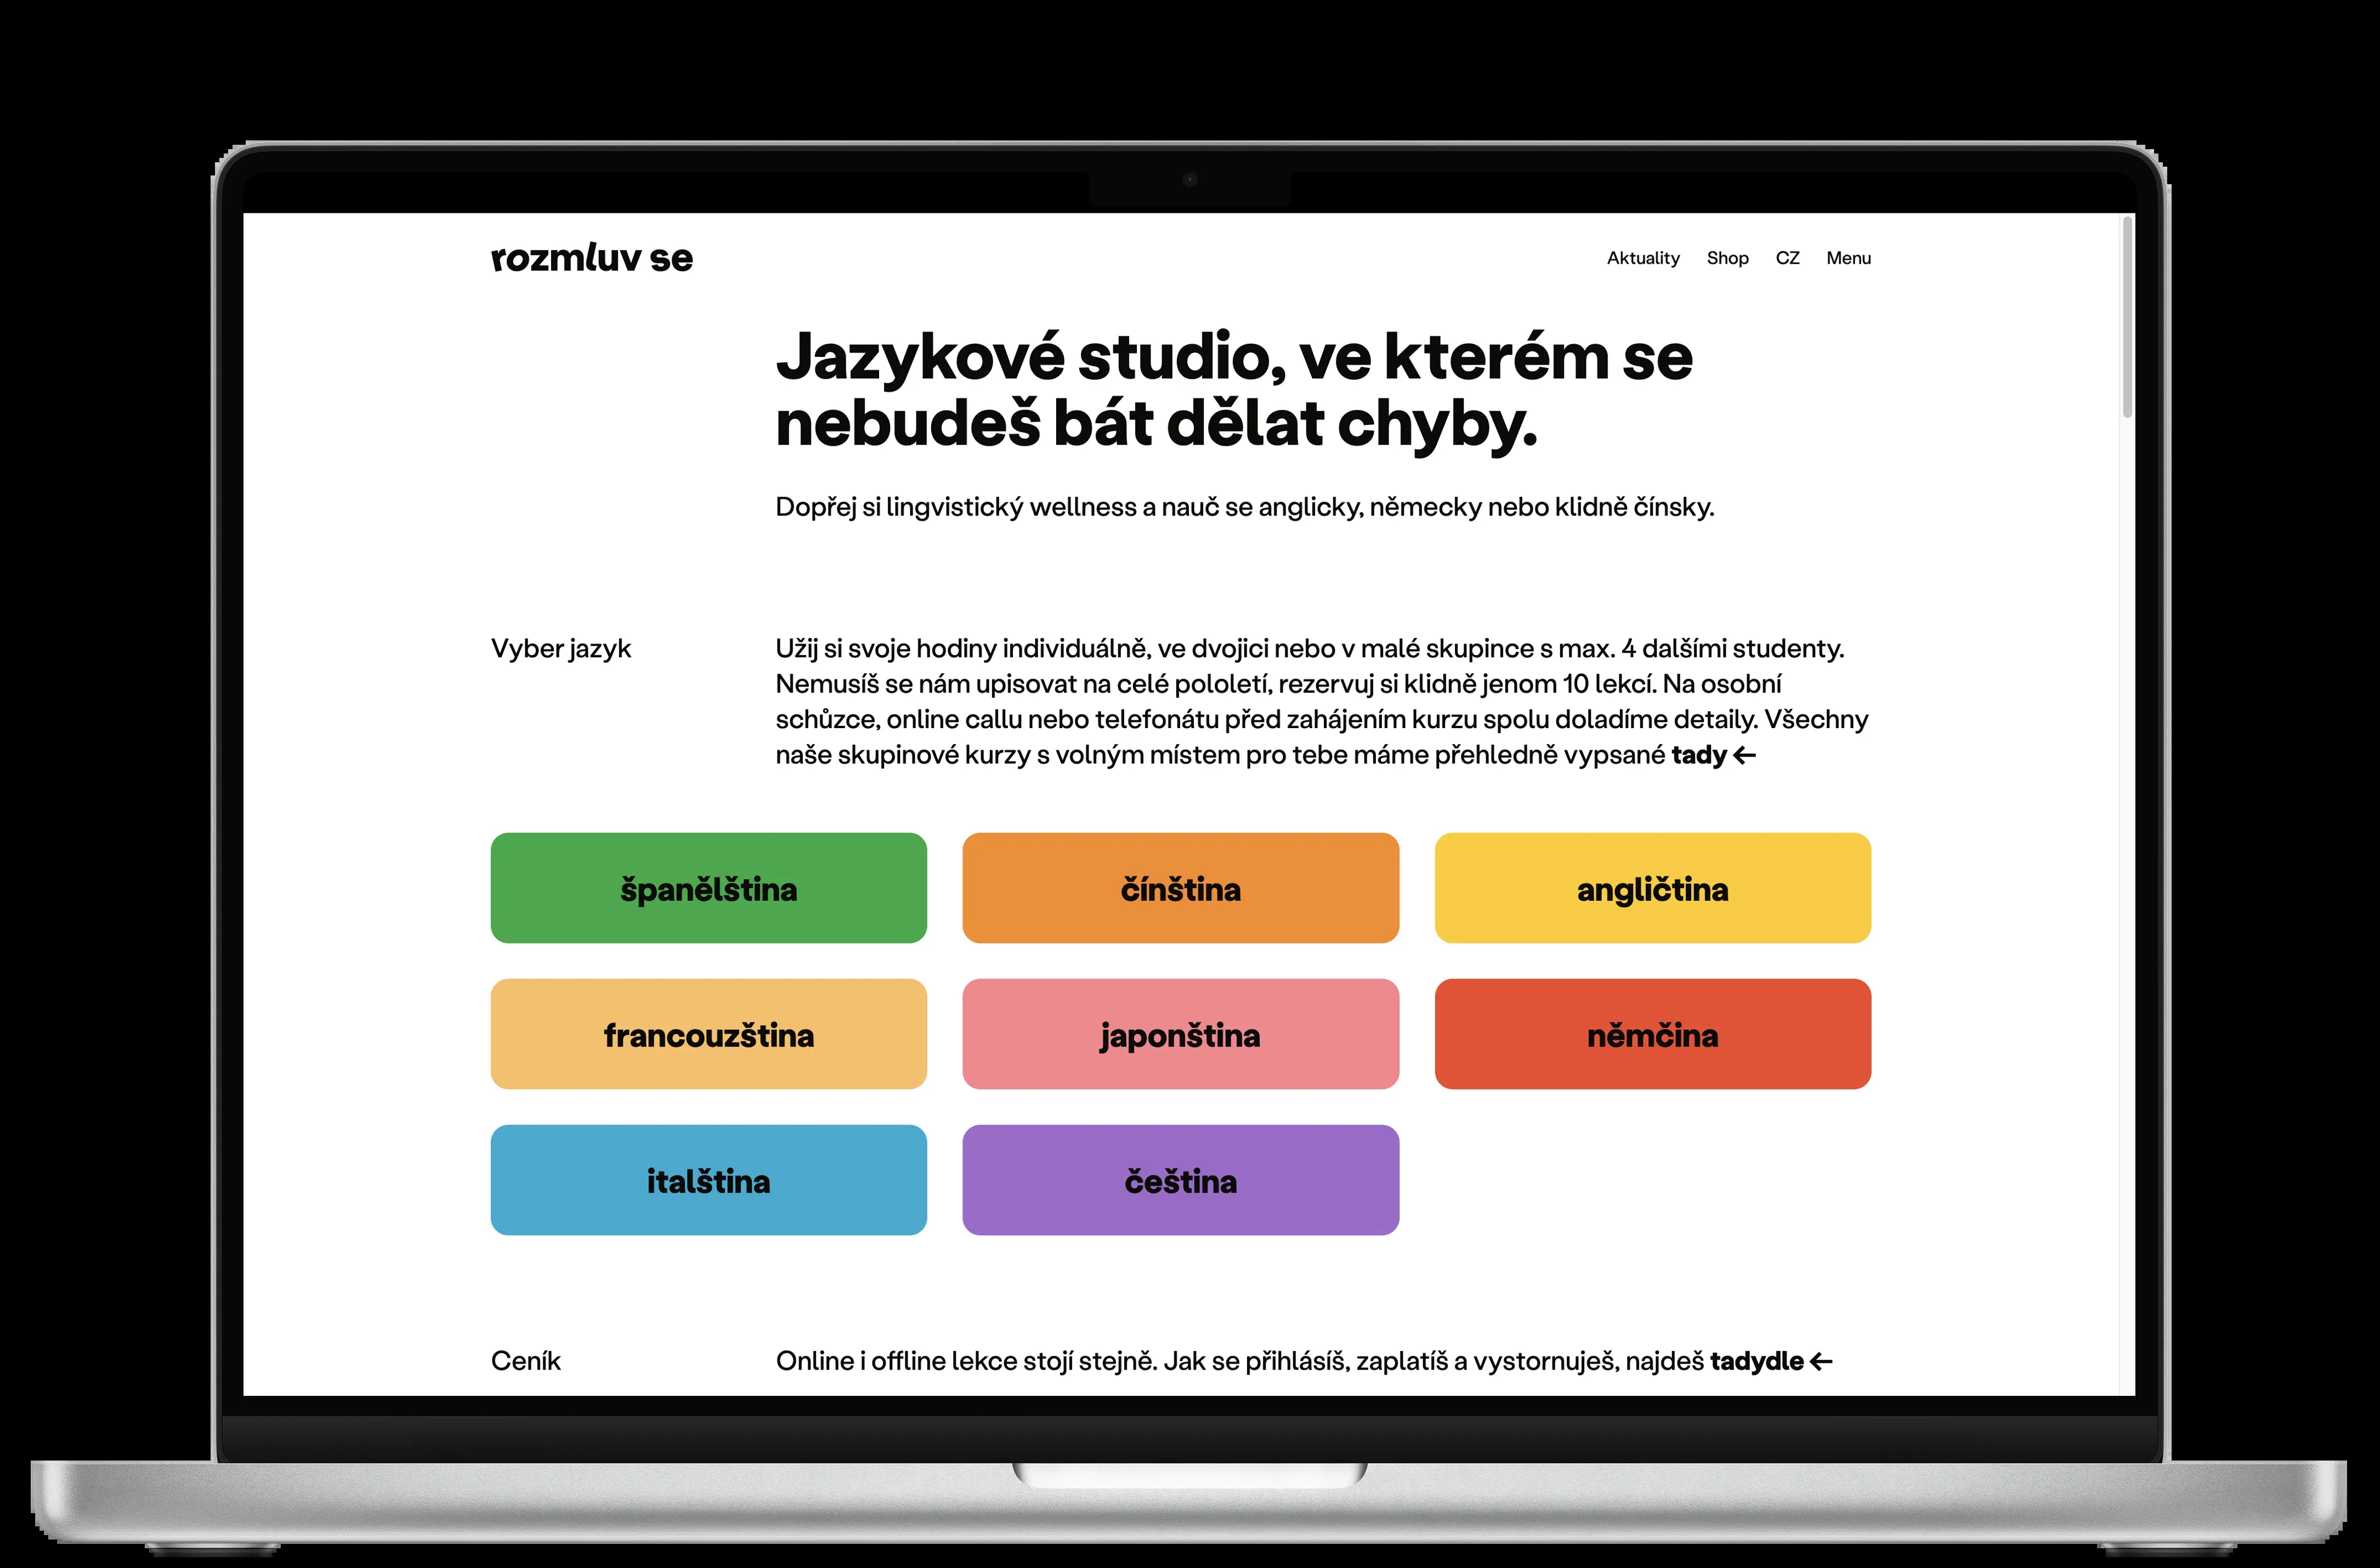 rozmluv se
Aktuality Shop CZ Menu
Jazykové studio, ve kterém se
nebudeš bát dělat chyby.
Dopřej si lingvistický wellness a nauč se anglicky, německy nebo klidně čínsky.
Vyber jazyk
Užij si svoje hodiny individuálně, ve dvojici nebo v malé skupince s max. 4 dalšími studenty.
Nemusíš se nám upisovat na celé pololetí, rezervuj si klidně jenom 10 lekcí. Na osobní
schůzce, online callu nebo telefonátu před zahájením kurzu spolu doladíme detaily. Všechny
naše skupinové kurzy s volným místem pro tebe máme přehledně vypsané tady ←
španělština
čínština
angličtina
francouzština
japonština
němčina
italština
čeština
Ceník
Online i offline lekce stojí stejně. Jak se přihlásíš, zaplatíš a vystornuješ, najdeš tadydle ←